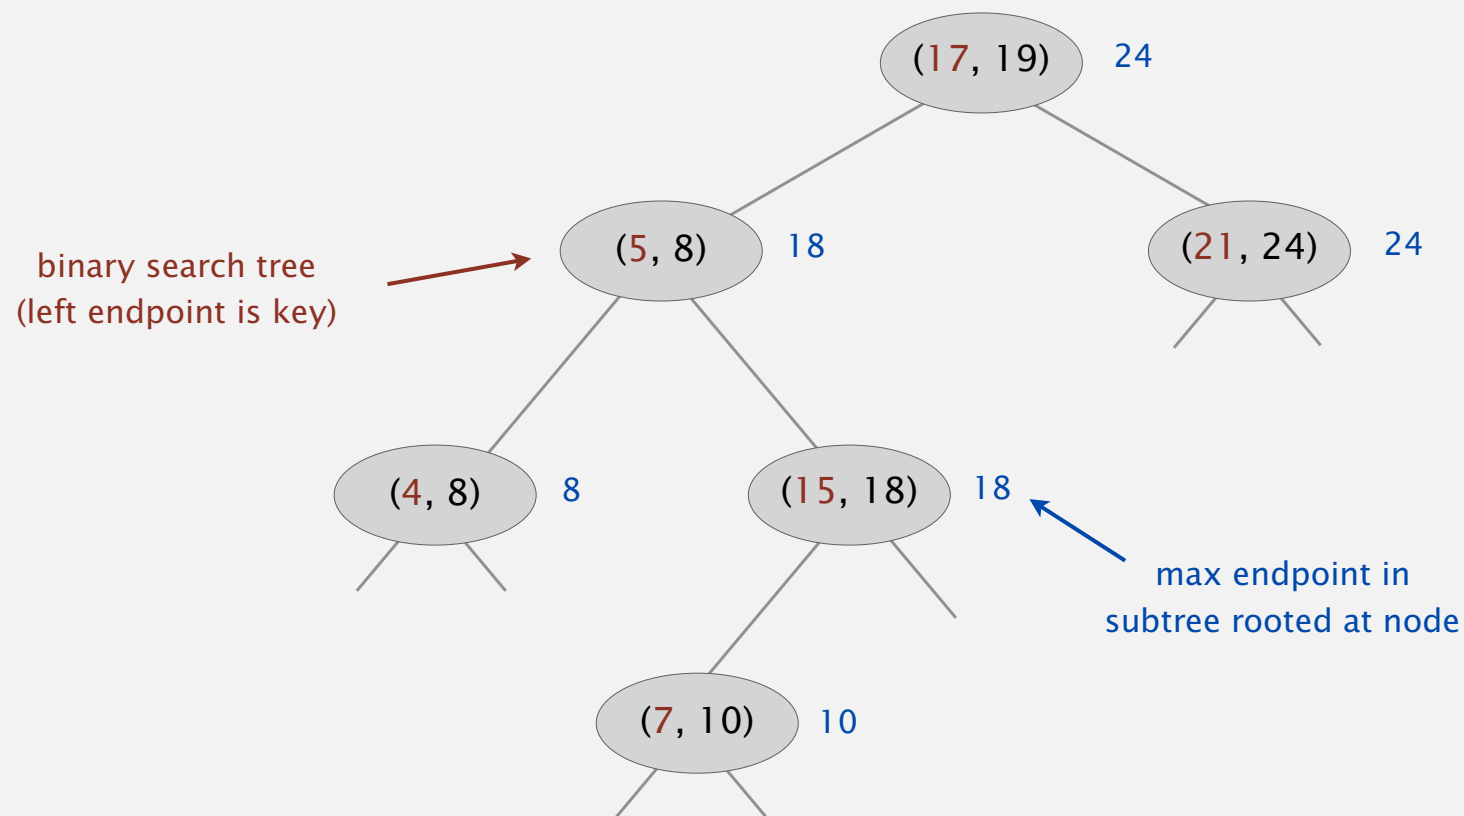 (17, 19) 24
(5, 8) 18
(21, 24) 24
binary search tree
(left endpoint is key)
(4, 8) 8
(15, 18) 18
max endpoint in
subtree rooted at node
(7, 10) 10